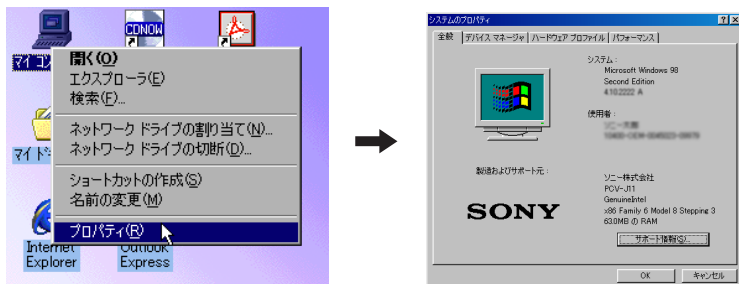 CDNOW
マイ コン
開く(O)
エクスプローラ(E)
検索(F)...
ネットワーク ドライブの割り当て(N)...
ネットワーク ドライブの切断(D)...
マイ ド
ショートカットの作成(S)
名前の変更(M)
プロパティ(R)
Internet
Explorer
Outlook
Express
システムのプロパティ
全般
デバイス マネージャ
ハードウェア プロファイル
パフォーマンス
システム :
Microsoft Windows 98
Second Edition
4.10.2222 A
使用者 :
製造およびサポート元 :
ソニー株式会社
PCV-J11
GenuineIntel
x86 Family 6 Model 8 Stepping 3
63.0MB の RAM
SONY
サポート情報(S)...
OK
キャンセル